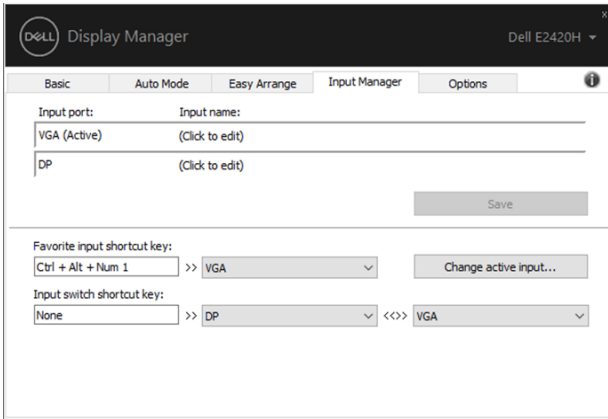 DELL Display Manager Dell E2420H
Basic Auto Mode Easy Arrange Input Manager Options
Input port: Input name:
VGA (Active) (Click to edit)
DP (Click to edit)
Save
Favorite input shortcut key:
Ctrl + Alt + Num 1 >> VGA Change active input...
Input switch shortcut key:
None >> DP <<>> VGA